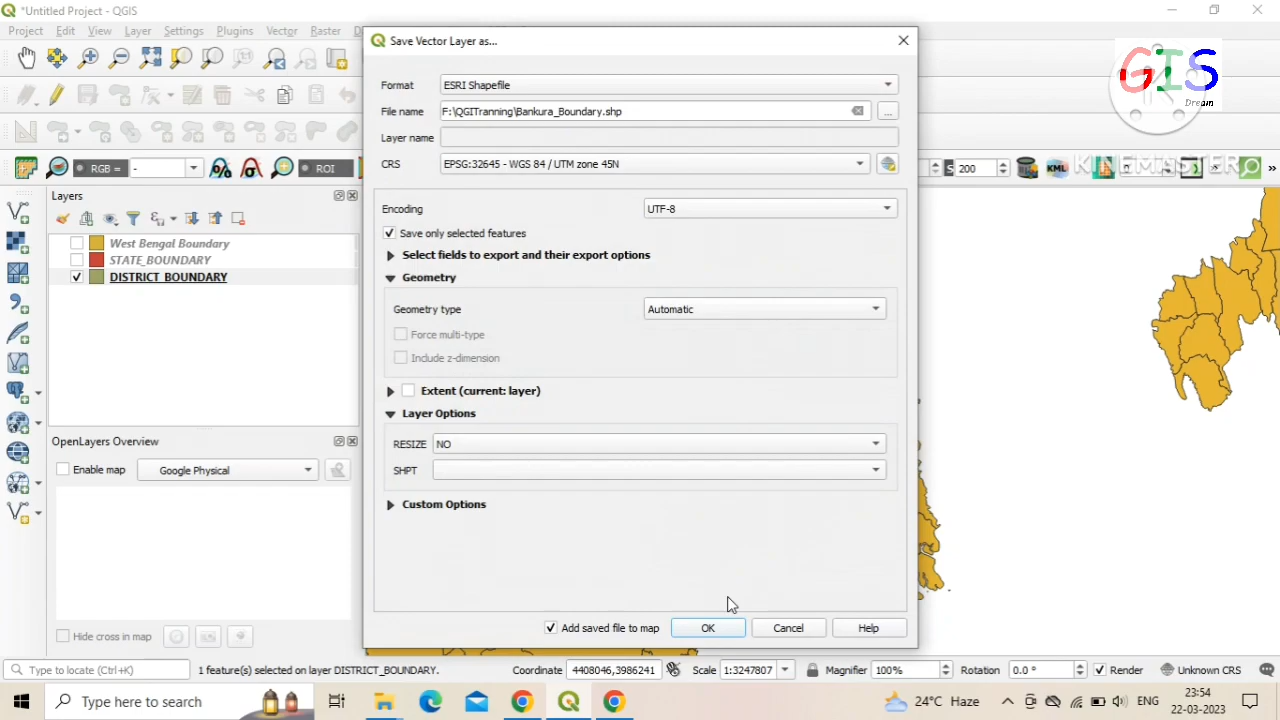 *Untitled Project - QGIS
Project Edit View Layer Settings Plugins Vector Raster
Save Vector Layer as...
Format ESRI Shapefile
File name F:\QGITranning\Bankura_Boundary.shp ...
Layer name
CRS EPSG:32645 - WGS 84 / UTM zone 45N
GIS
Dream
KINEMASTER
RGB = - ROI S 200 KML
Layers
Encoding UTF-8
Save only selected features
West Bengal Boundary
STATE_BOUNDARY
DISTRICT_BOUNDARY
Select fields to export and their export options
Geometry
Geometry type Automatic
Force multi-type
Include z-dimension
Extent (current: layer)
Layer Options
RESIZE NO
SHPT
Custom Options
OpenLayers Overview
Enable map Google Physical
Hide cross in map
Add saved file to map OK Cancel Help
Type to locate (Ctrl+K) 1 feature(s) selected on layer DISTRICT_BOUNDARY. Coordinate 4408046,3986241 Scale 1:3247807 Magnifier 100% Rotation 0.0 ° Render Unknown CRS
Type here to search 24°C Haze ENG 23:54
22-03-2023